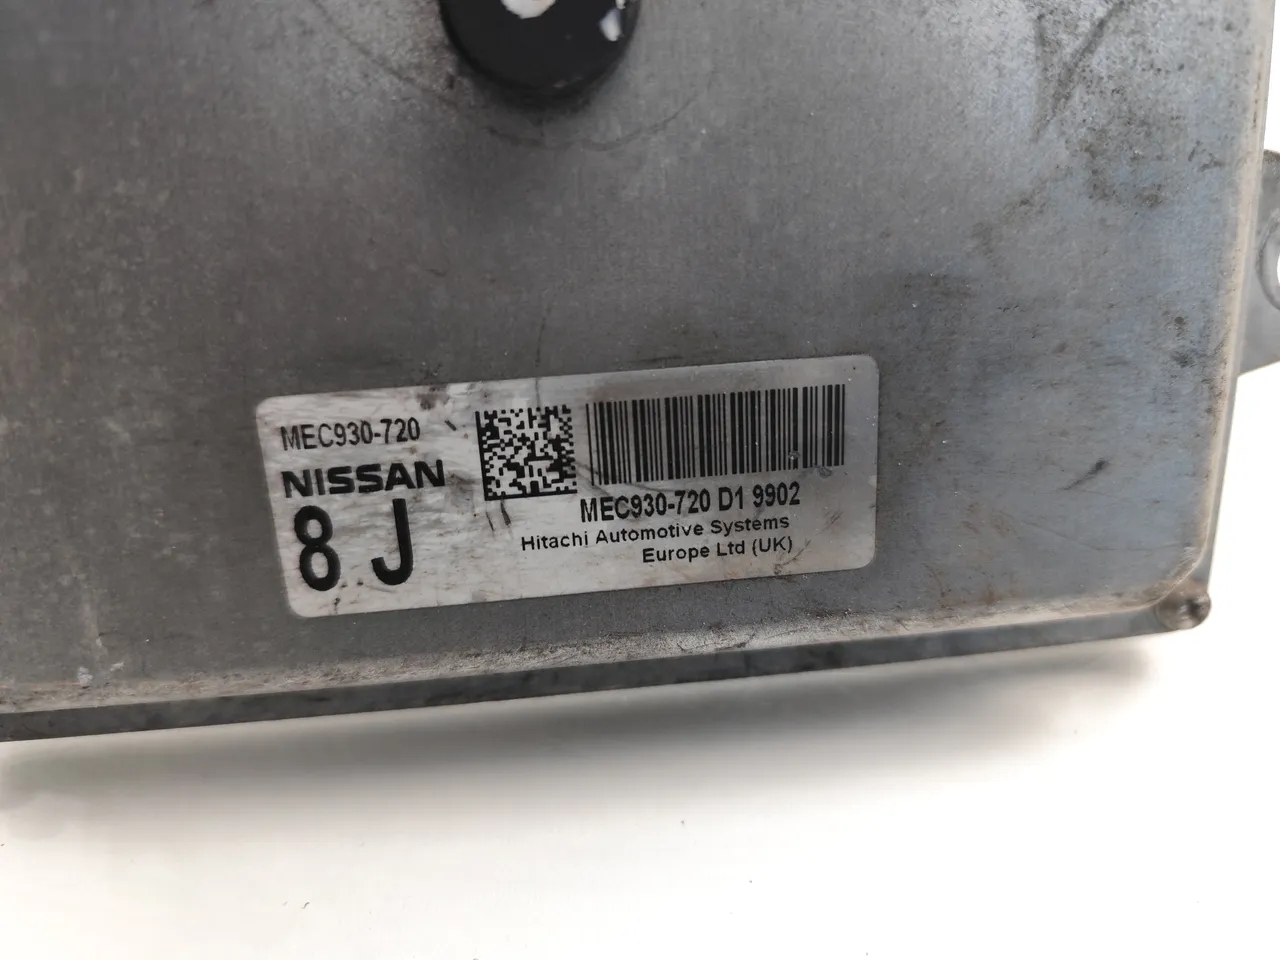 MEC930-720
NISSAN
8 J
MEC930-720 D1 9902
Hitachi Automotive Systems
Europe Ltd (UK)